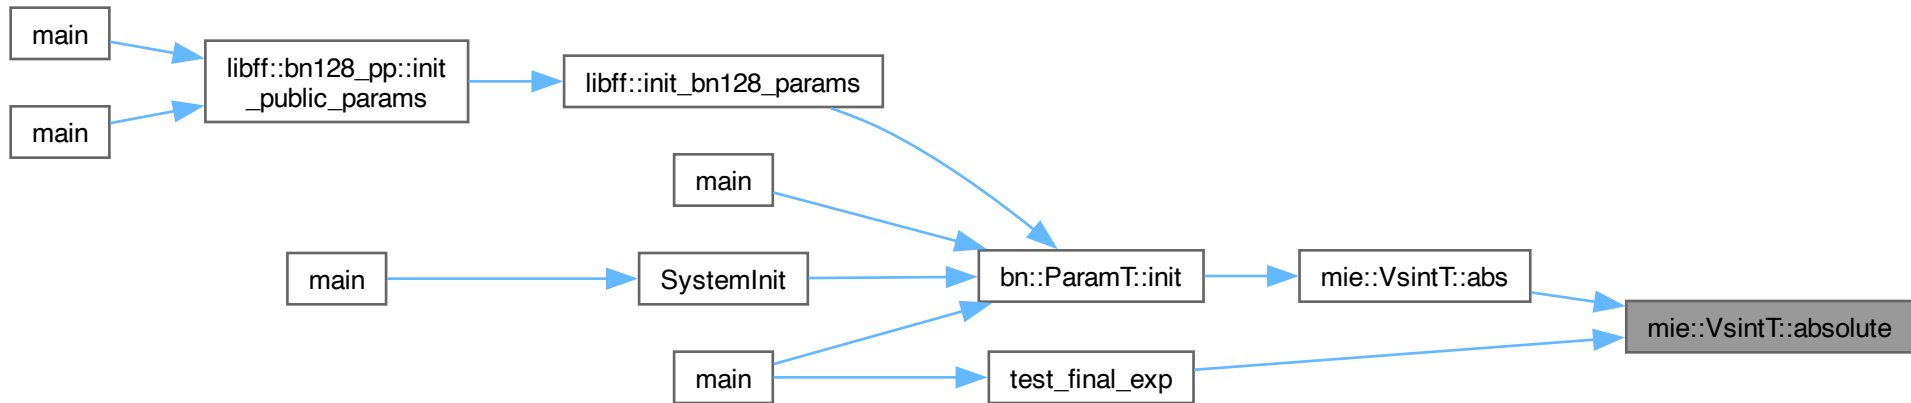 main
libff::bn128_pp::init
_public_params
libff::init_bn128_params
main
main
main
SystemInit
bn::ParamT::init
mie::VsintT::abs
mie::VsintT::absolute
main
test_final_exp